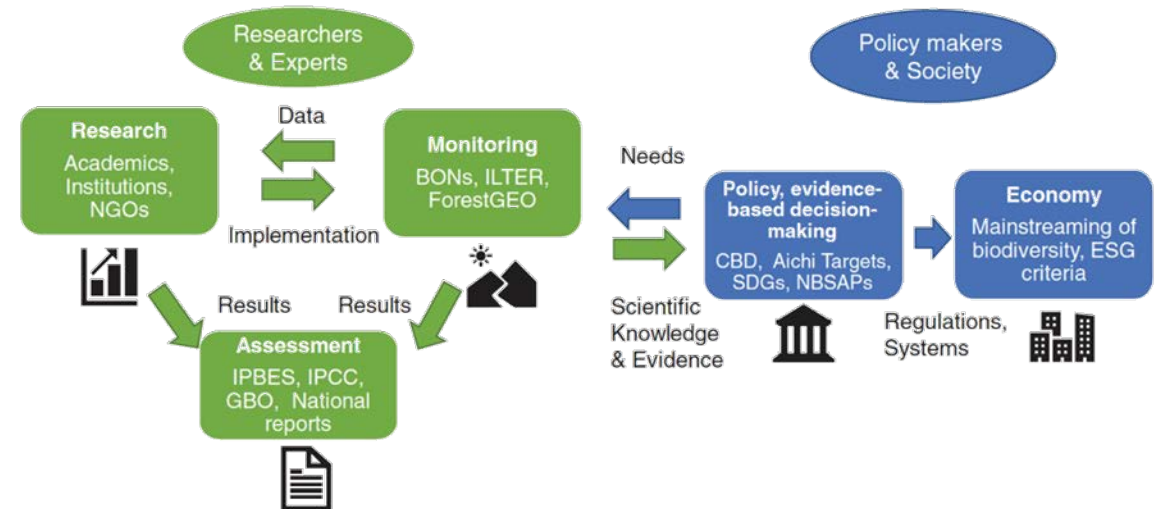 Researchers
& Experts
Policy makers
& Society
Research
Academics,
Institutions,
NGOs
Data
Implementation
Monitoring
BONs, ILTER,
ForestGEO
Results
Results
Assessment
IPBES, IPCC,
GBO, National
reports
Needs
Scientific
Knowledge
& Evidence
Policy, evidence-
based decision-
making
CBD, Aichi Targets,
SDGs, NBSAPs
Regulations,
Systems
Economy
Mainstreaming of
biodiversity, ESG
criteria